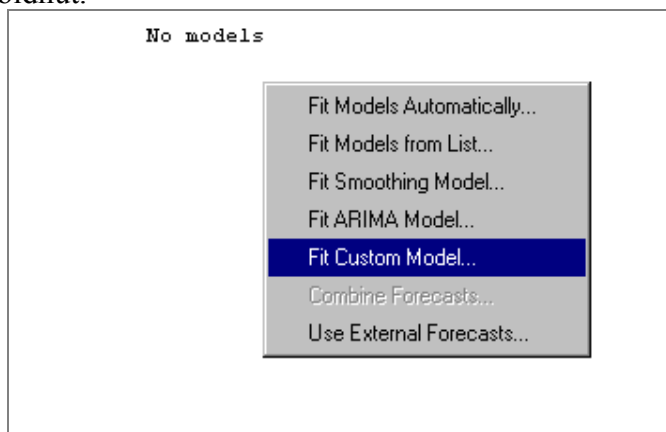 No models
Fit Models Automatically...
Fit Models from List...
Fit Smoothing Model...
Fit ARIMA Model...
Fit Custom Model...
Combine Forecasts...
Use External Forecasts...